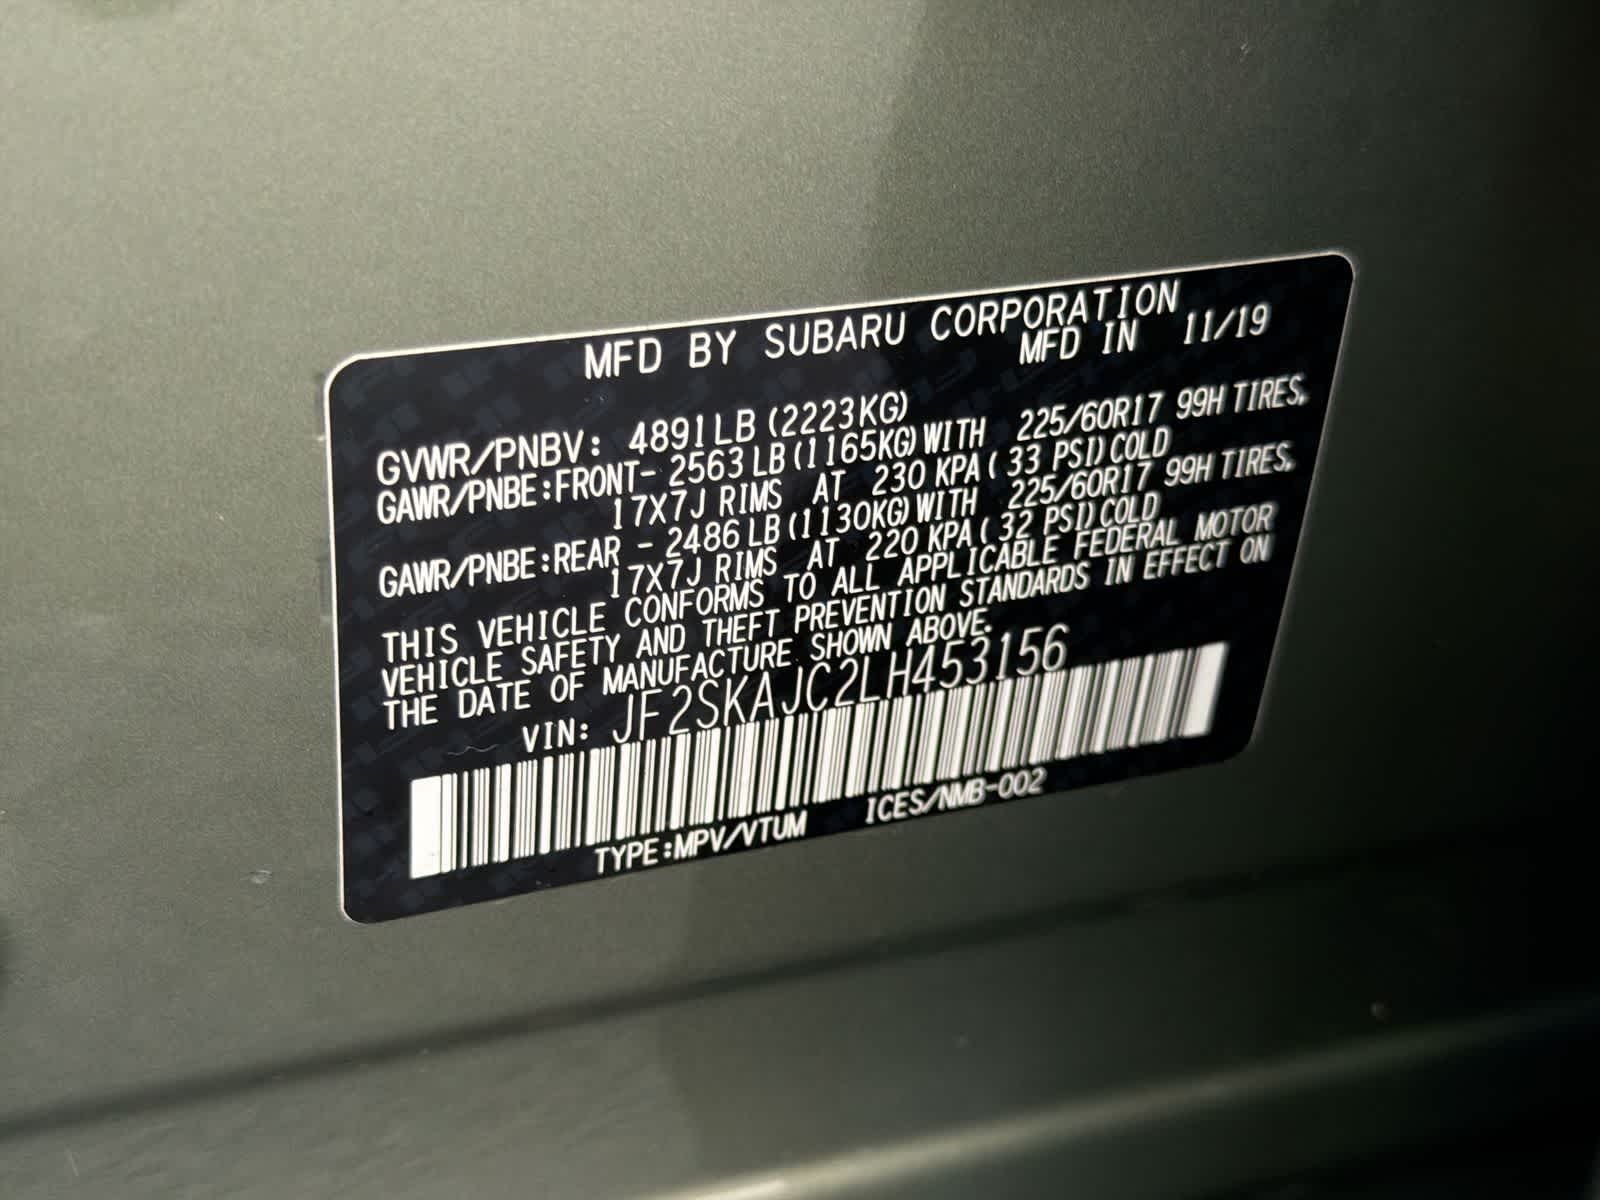 MFD BY SUBARU CORPORATION
MFD IN 11/19
GVWR/PNBV: 4891LB (2223KG)
GAWR/PNBE:FRONT- 2563LB(1165KG)WITH 225/60R17 99H TIRES,
17X7J RIMS AT 230 KPA( 33 PSI)COLD
GAWR/PNBE:REAR - 2486LB(1130KG)WITH 225/60R17 99H TIRES,
17X7J RIMS AT 220 KPA( 32 PSI)COLD
THIS VEHICLE CONFORMS TO ALL APPLICABLE FEDERAL MOTOR
VEHICLE SAFETY AND THEFT PREVENTION STANDARDS IN EFFECT ON
THE DATE OF MANUFACTURE SHOWN ABOVE.
VIN: JF2SKAJC2LH453156
TYPE:MPV/VTUM ICES/NMB-002